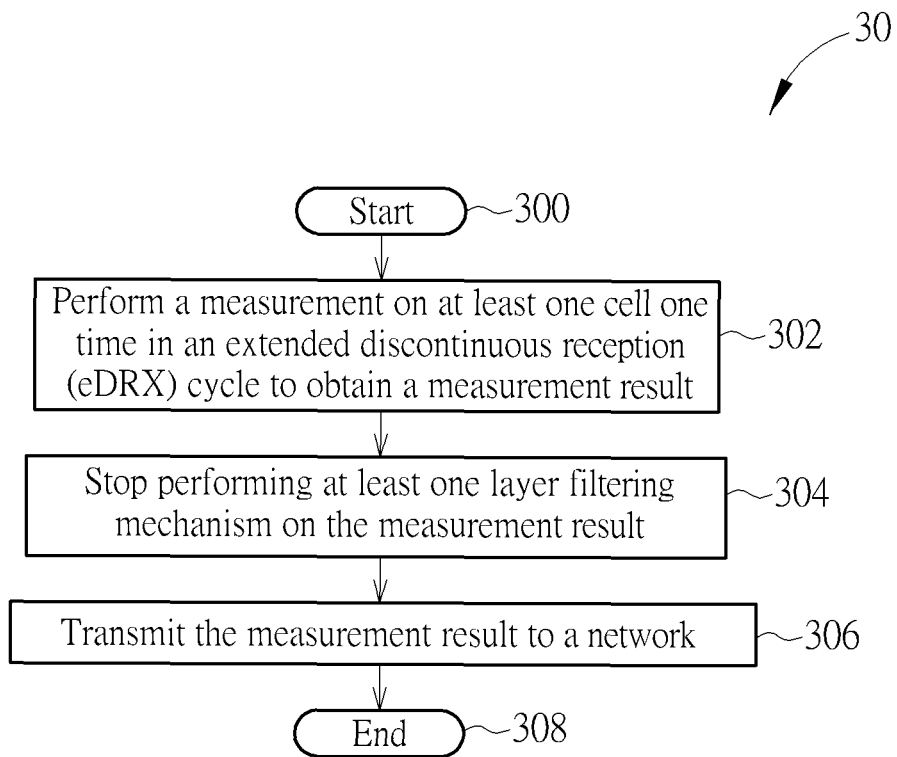 30
Start
300
Perform a measurement on at least one cell one
time in an extended discontinuous reception
(eDRX) cycle to obtain a measurement result
302
Stop performing at least one layer filtering
mechanism on the measurement result
304
Transmit the measurement result to a network
306
End
308